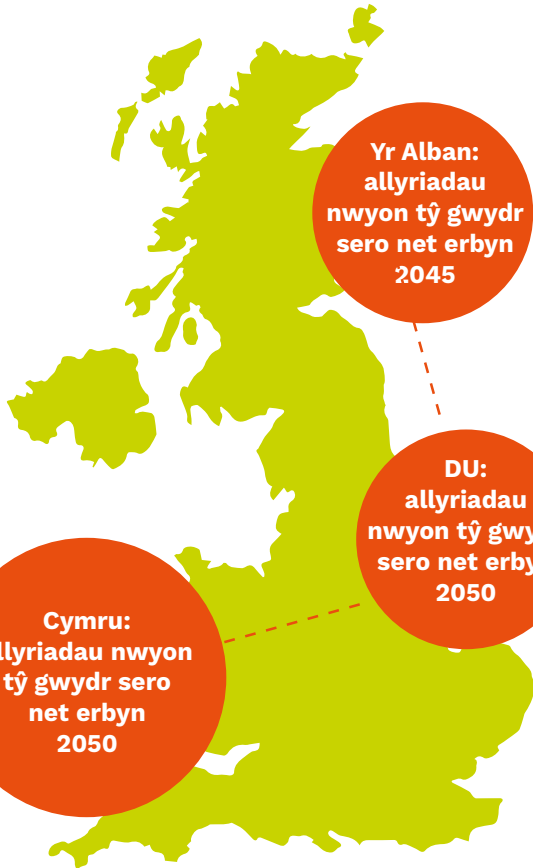 Yr Alban:
allyriadau
nwyon tŷ gwydr
sero net erbyn
2045
DU:
allyriadau
nwyon tŷ gwy
sero net erby
2050
Cymru:
llyriadau nwyon
tŷ gwydr sero
net erbyn
2050